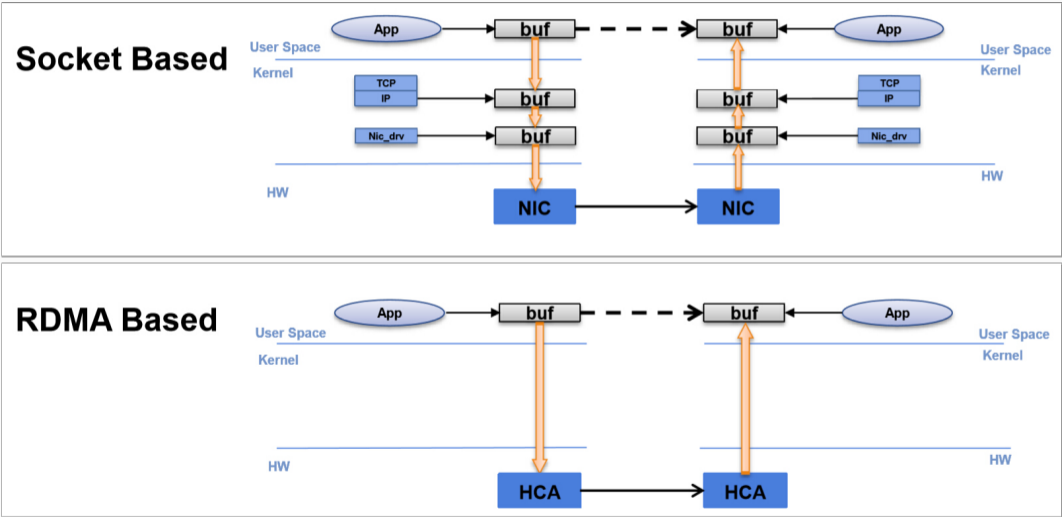 Socket Based
App
buf
buf
App
User Space
Kernel
User Space
Kernel
TCP
IP
buf
buf
TCP
IP
Nic_drv
buf
buf
Nic_drv
HW
HW
NIC
NIC
RDMA Based
App
buf
buf
App
User Space
Kernel
User Space
Kernel
HW
HW
HCA
HCA